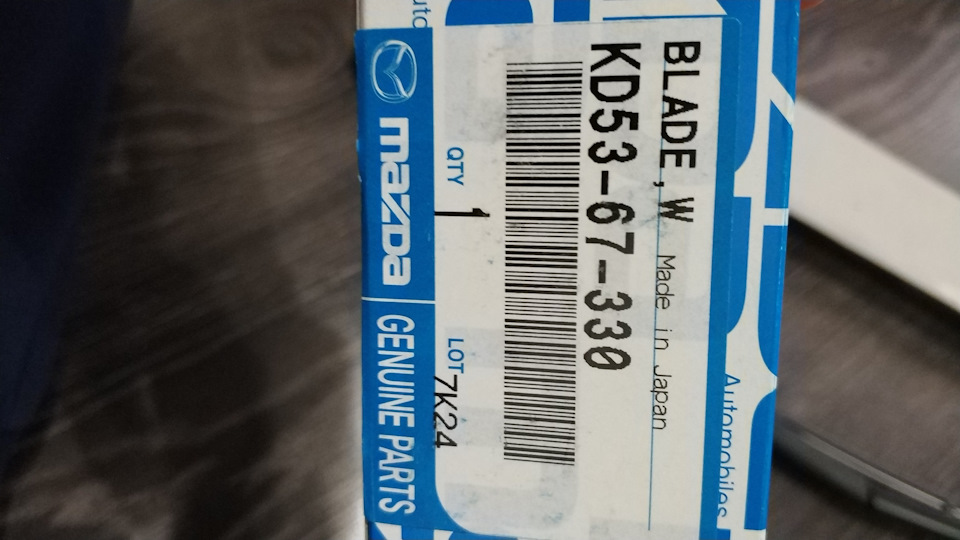 BLADE,W
Made in Japan
KD53-67-330
QTY
1
LOT
7K24
mazda
GENUINE PARTS
Automobiles